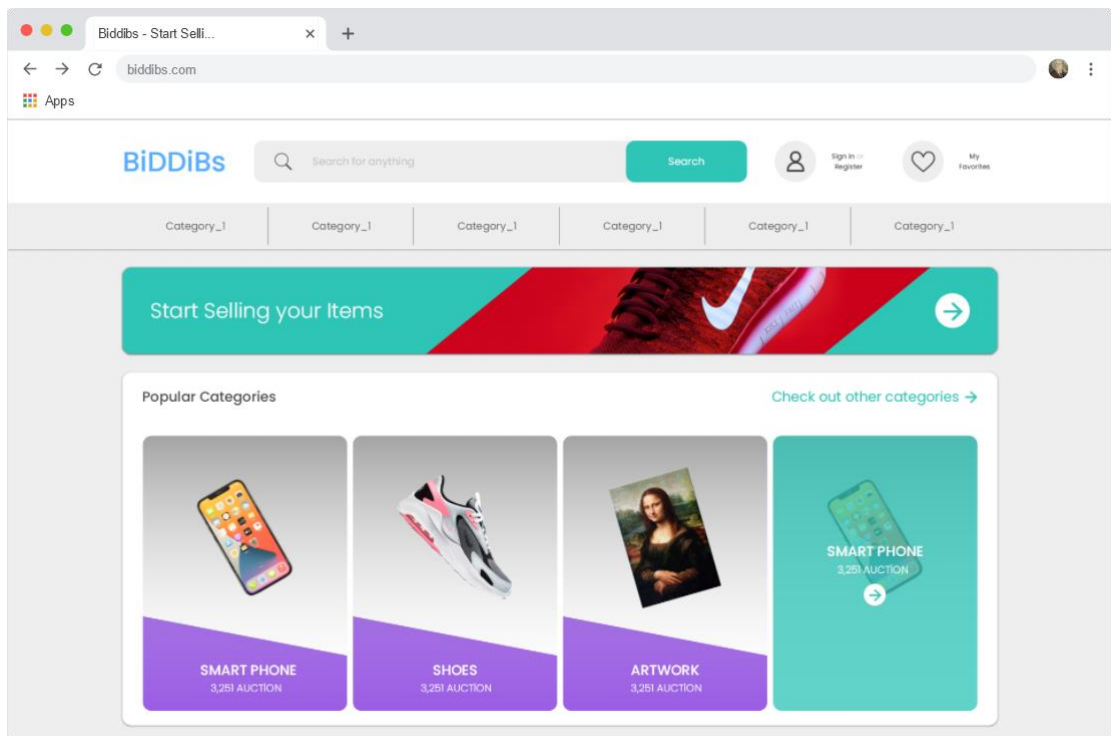 Biddibs - Start Selli...
biddibs.com
Apps
BiDDiBs
Search for anything
Search
Sign In or
Register
My
Favorites
Category_1
Category_1
Category_1
Category_1
Category_1
Category_1
Start Selling your Items
Popular Categories
Check out other categories
SMART PHONE
3,251 AUCTION
SHOES
3,251 AUCTION
ARTWORK
3,251 AUCTION
SMART PHONE
3,251 AUCTION